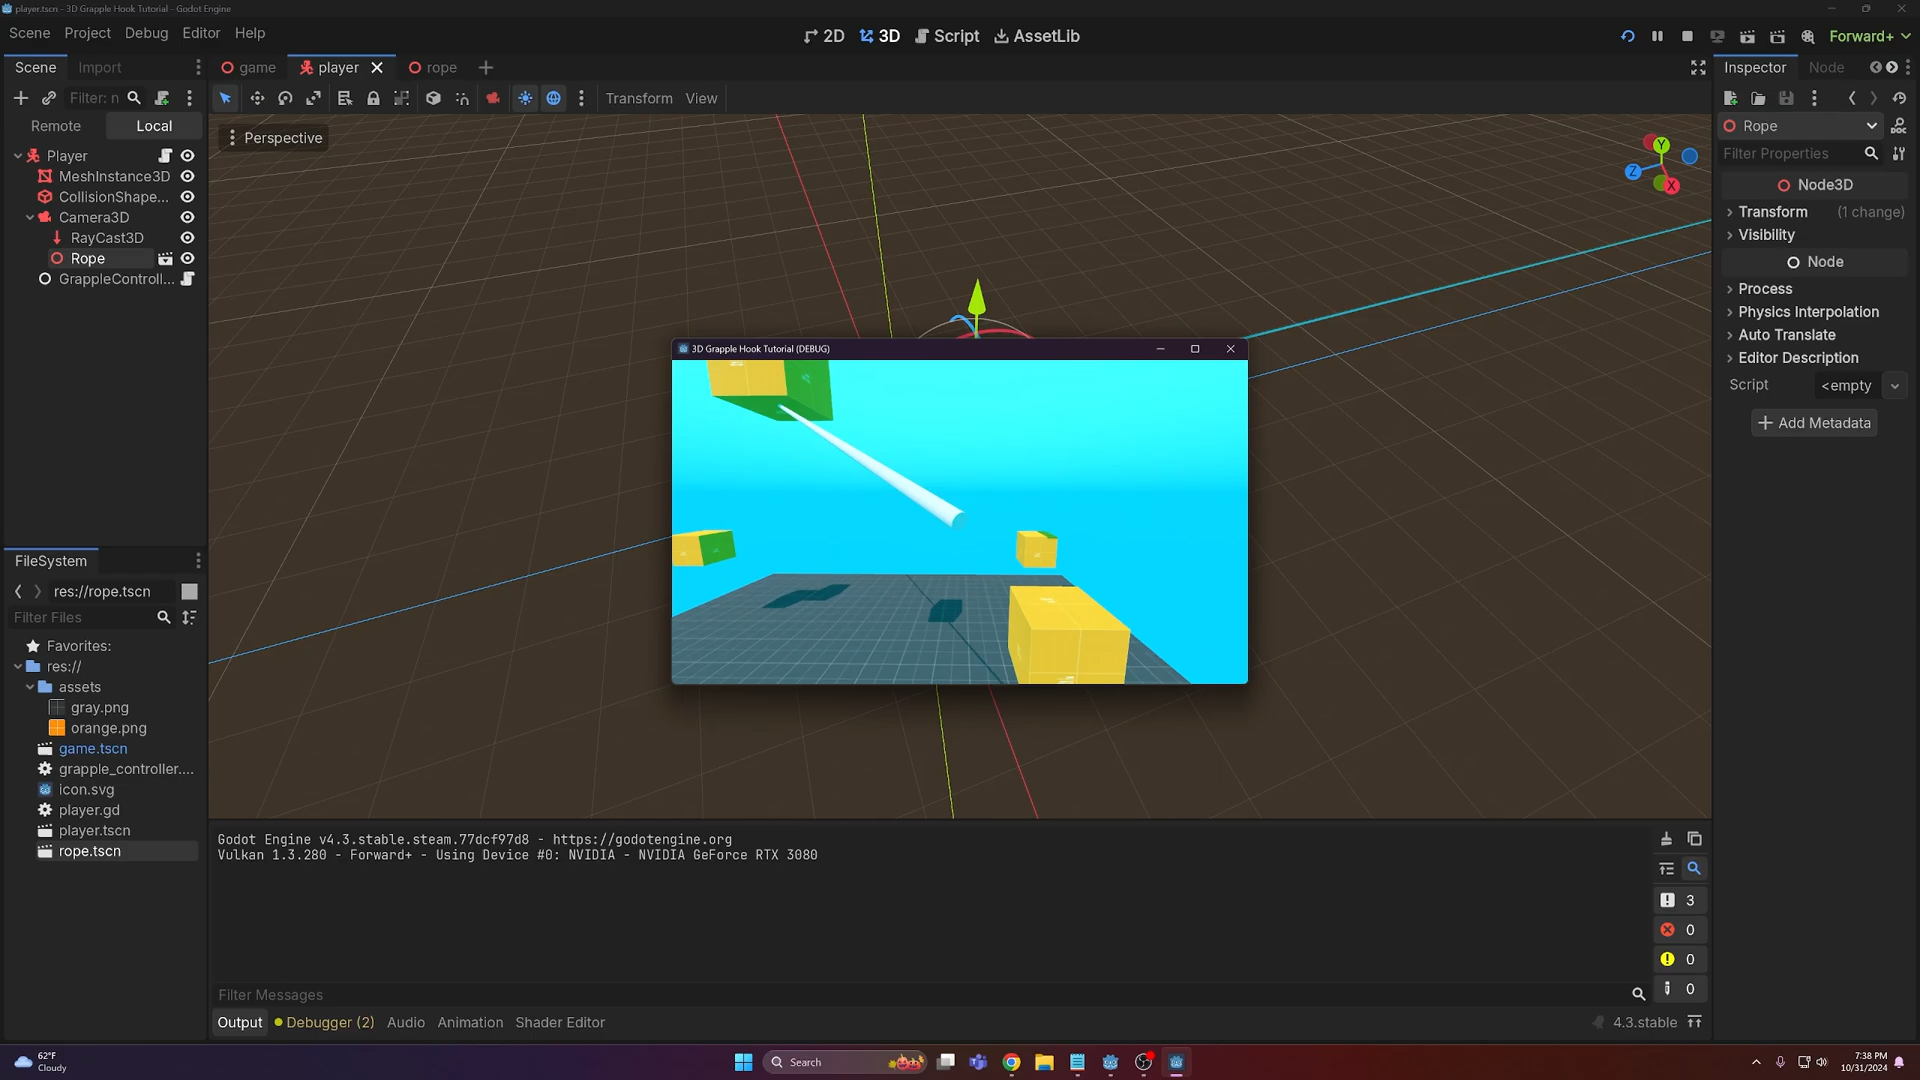 player.tscn - 3D Grapple Hook Tutorial - Godot Engine
Scene Project Debug Editor Help
2D 3D Script AssetLib
Forward+
Scene Import
game player rope
Inspector Node
Filter: n
Transform View
Remote Local
Perspective
Rope
Filter Properties
Player
MeshInstance3D
CollisionShape...
Camera3D
RayCast3D
Rope
GrappleControll...
Y
Z
X
Node3D
Transform (1 change)
Visibility
Node
Process
Physics Interpolation
Auto Translate
Editor Description
Script <empty
Add Metadata
3D Grapple Hook Tutorial (DEBUG)
FileSystem
res://rope.tscn
Filter Files
Favorites:
res://
assets
gray.png
orange.png
game.tscn
grapple_controller....
icon.svg
player.gd
player.tscn
rope.tscn
Godot Engine v4.3.stable.steam.77dcf97d8 - https://godotengine.org
Vulkan 1.3.280 - Forward+ - Using Device #0: NVIDIA - NVIDIA GeForce RTX 3080
3
0
0
0
Filter Messages
Output Debugger (2) Audio Animation Shader Editor
4.3.stable
62°F
Cloudy
Search
7:38 PM
10/31/2024